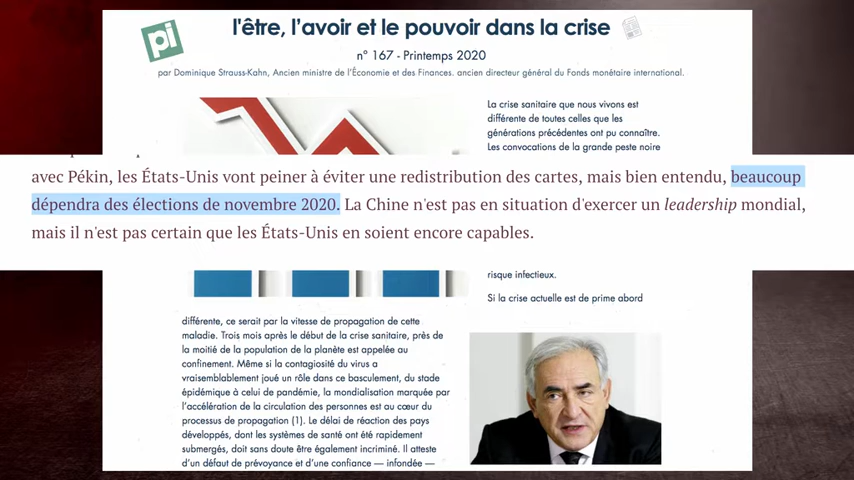 pi
l'être, l’avoir et le pouvoir dans la crise
n° 167 - Printemps 2020
par Dominique Strauss-Kahn, Ancien ministre de l’Économie et des Finances. ancien directeur général du Fonds monétaire international.
La crise sanitaire que nous vivons est
différente de toutes celles que les
générations précédentes ont pu connaître.
Les convocations de la grande peste noire
avec Pékin, les États-Unis vont peiner à éviter une redistribution des cartes, mais bien entendu, beaucoup
dépendra des élections de novembre 2020. La Chine n'est pas en situation d'exercer un leadership mondial,
mais il n'est pas certain que les États-Unis en soient encore capables.
risque infectieux.
Si la crise actuelle est de prime abord
différente, ce serait par la vitesse de propagation de cette
maladie. Trois mois après le début de la crise sanitaire, près de
la moitié de la population de la planète est appelée au
confinement. Même si la contagiosité du virus a
vraisemblablement joué un rôle dans ce basculement, du stade
épidémique à celui de pandémie, la mondialisation marquée par
l’accélération de la circulation des personnes est au cœur du
processus de propagation (1). Le délai de réaction des pays
développés, dont les systèmes de santé ont été rapidement
submergés, doit sans doute être également incriminé. Il atteste
d’un défaut de prévoyance et d’une confiance — infondée —